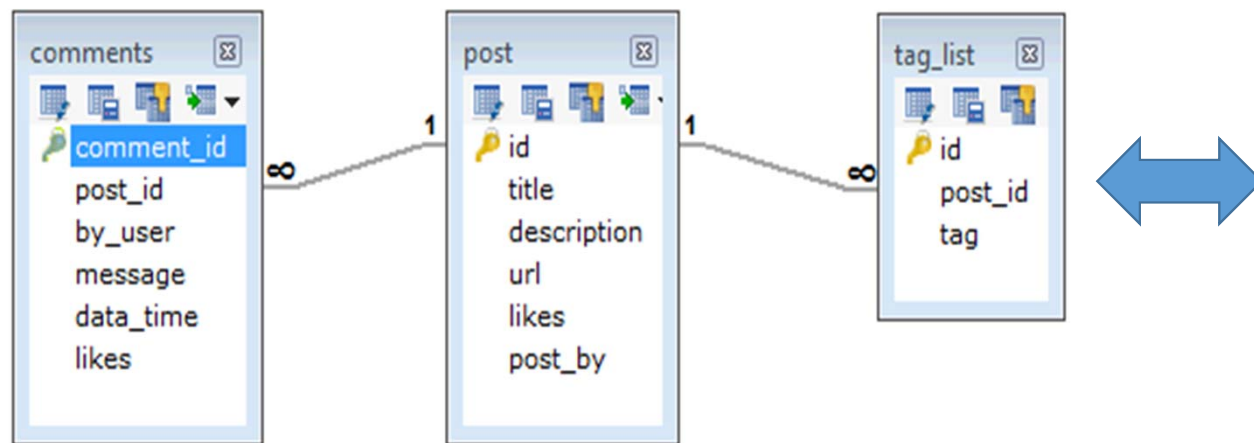 comments
comment_id
post_id
by_user
message
data_time
likes
∞
1
post
id
title
description
url
likes
post_by
1
∞
tag_list
id
post_id
tag